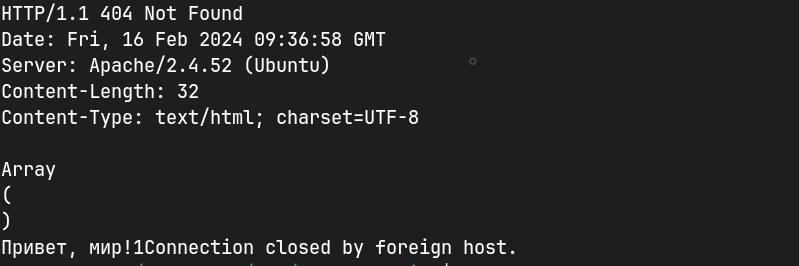 HTTP/1.1 404 Not Found
Date: Fri, 16 Feb 2024 09:36:58 GMT
Server: Apache/2.4.52 (Ubuntu)
Content-Length: 32
Content-Type: text/html; charset=UTF-8
Array
(
)
Привет, мир!1Connection closed by foreign host.